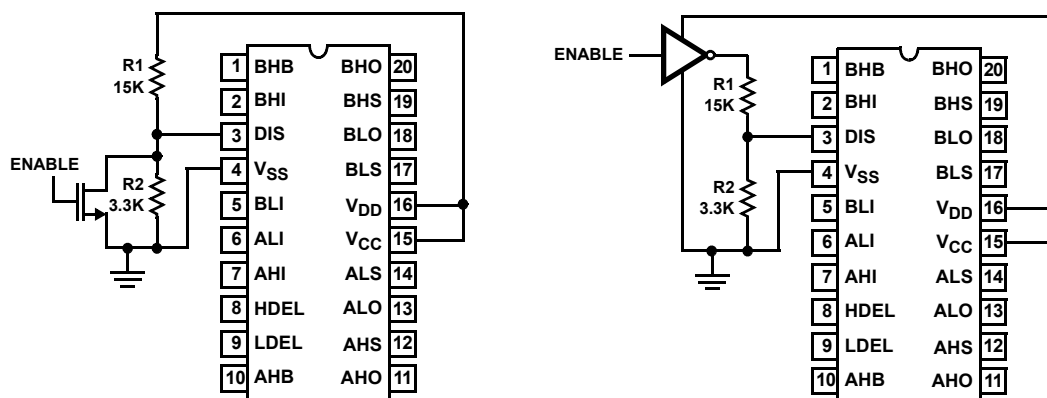 R1
15K
ENABLE
R2
3.3K
1 BHB BHO 20
2 BHI BHS 19
3 DIS BLO 18
4 VSS BLS 17
5 BLI VDD 16
6 ALI VCC 15
7 AHI ALS 14
8 HDEL ALO 13
9 LDEL AHS 12
10 AHB AHO 11
ENABLE
R1
15K
R2
3.3K
1 BHB BHO 20
2 BHI BHS 19
3 DIS BLO 18
4 VSS BLS 17
5 BLI VDD 16
6 ALI VCC 15
7 AHI ALS 14
8 HDEL ALO 13
9 LDEL AHS 12
10 AHB AHO 11